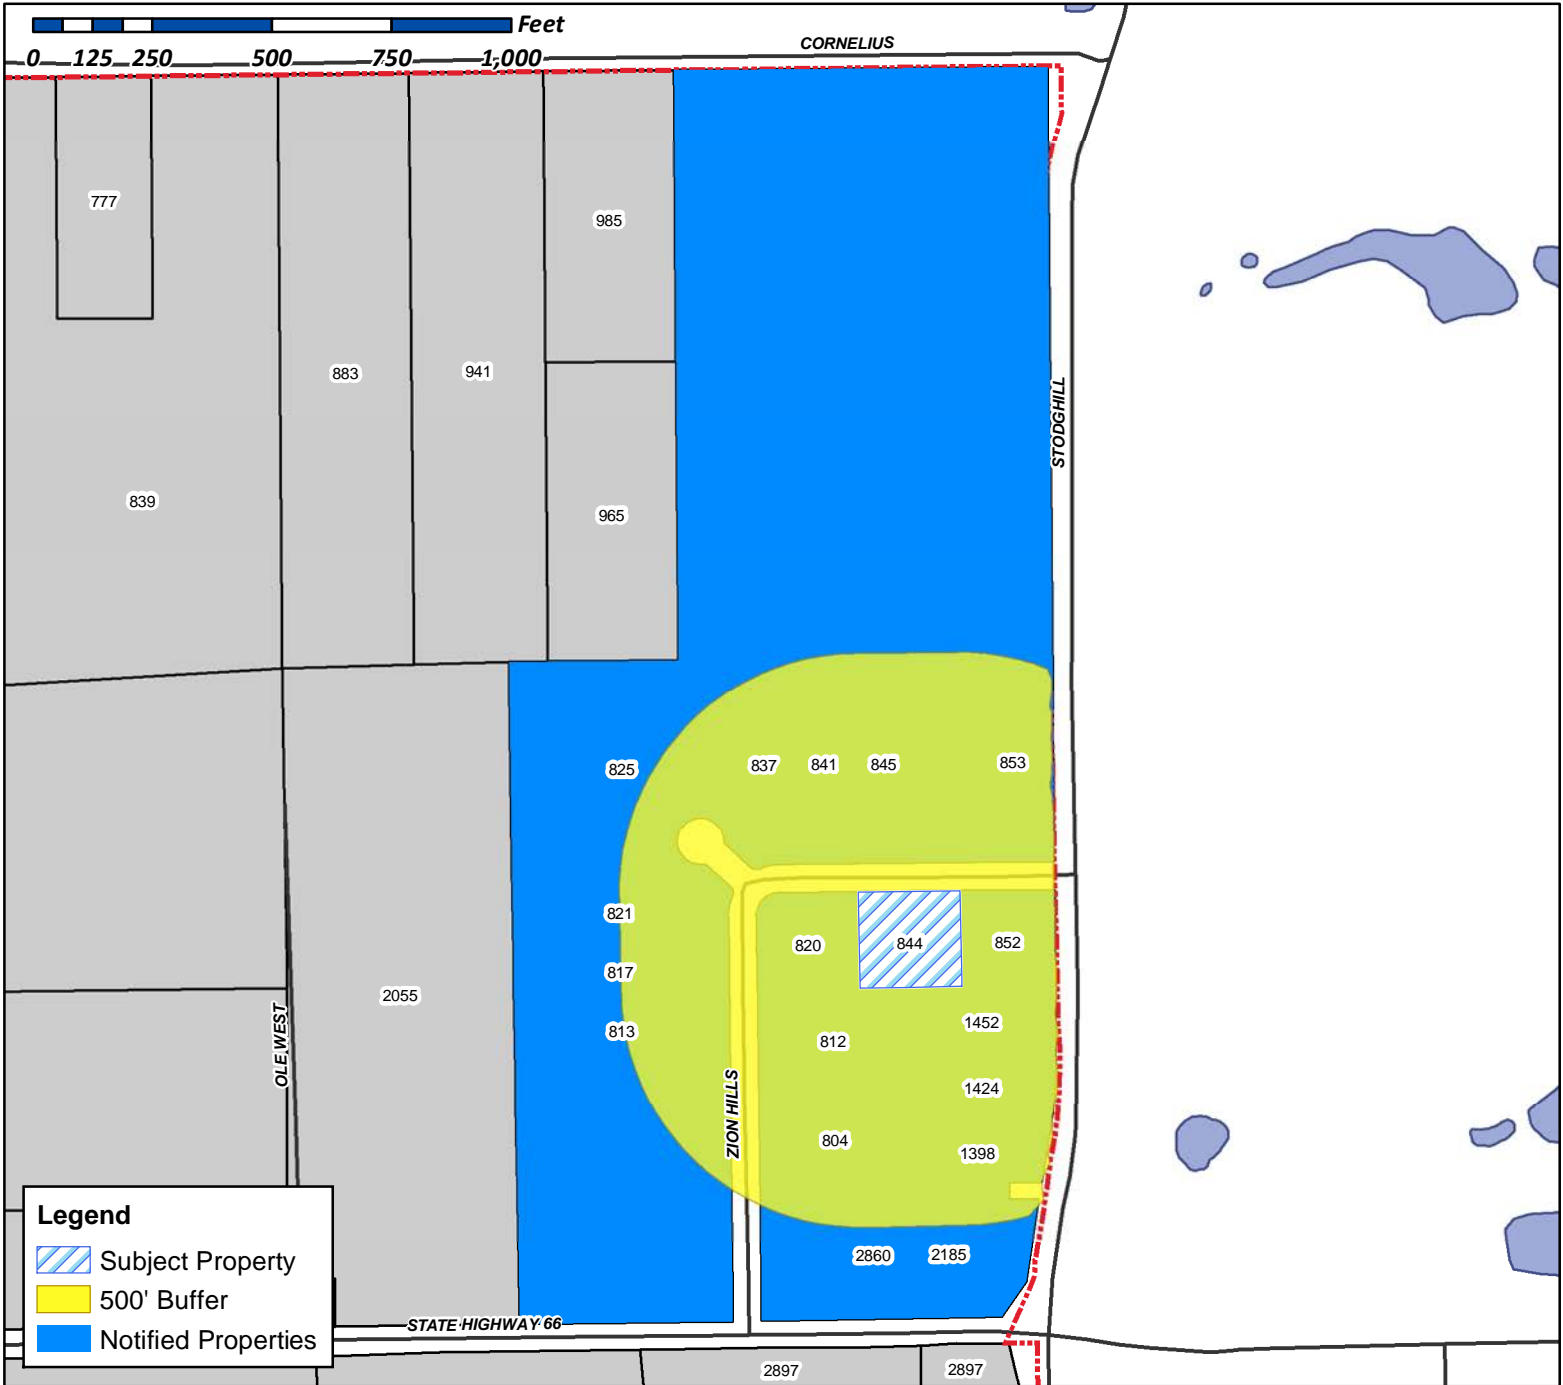 Feet
0 125 250 500 750 1,000
CORNELIUS
777
985
883
941
STODGHILL
839
965
825
837
841
845
853
821
820
844
852
817
2055
813
1452
812
OLE WEST
1424
ZION HILLS
804
1398
2860
2185
STATE HIGHWAY 66
2897
2897
Legend
Subject Property
500' Buffer
Notified Properties